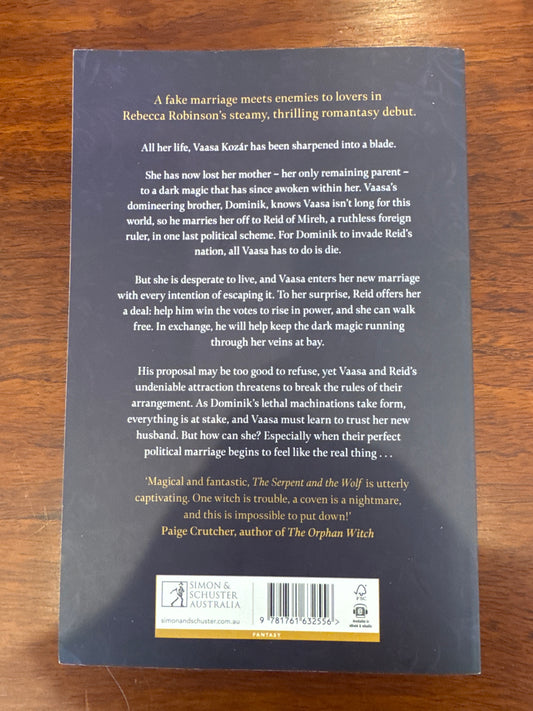 A fake marriage meets enemies to lovers in
Rebecca Robinson's steamy, thrilling romantasy debut.
All her life, Vaasa Kozár has been sharpened into a blade.
She has now lost her mother – her only remaining parent –
to a dark magic that has since awoken within her. Vaasa's
domineering brother, Dominik, knows Vaasa isn't long for this
world, so he marries her off to Reid of Mireh, a ruthless foreign
ruler, in one last political scheme. For Dominik to invade Reid's
nation, all Vaasa has to do is die.
But she is desperate to live, and Vaasa enters her new marriage
with every intention of escaping it. To her surprise, Reid offers her
a deal: help him win the votes to rise in power, and she can walk
free. In exchange, he will help keep the dark magic running
through her veins at bay.
His proposal may be too good to refuse, yet Vaasa and Reid's
undeniable attraction threatens to break the rules of their
arrangement. As Dominik's lethal machinations take form,
everything is at stake, and Vaasa must learn to trust her new
husband. But how can she? Especially when their perfect
political marriage begins to feel like the real thing . . .
'Magical and fantastic, The Serpent and the Wolf is utterly
captivating. One witch is trouble, a coven is a nightmare,
and this is impossible to put down!'
Paige Crutcher, author of The Orphan Witch
SIMON &
SCHUSTER
AUSTRALIA
simonandschuster.com.au
9 781761 632556 >
FSC
Available in
eBook & eAudio
FANTASY